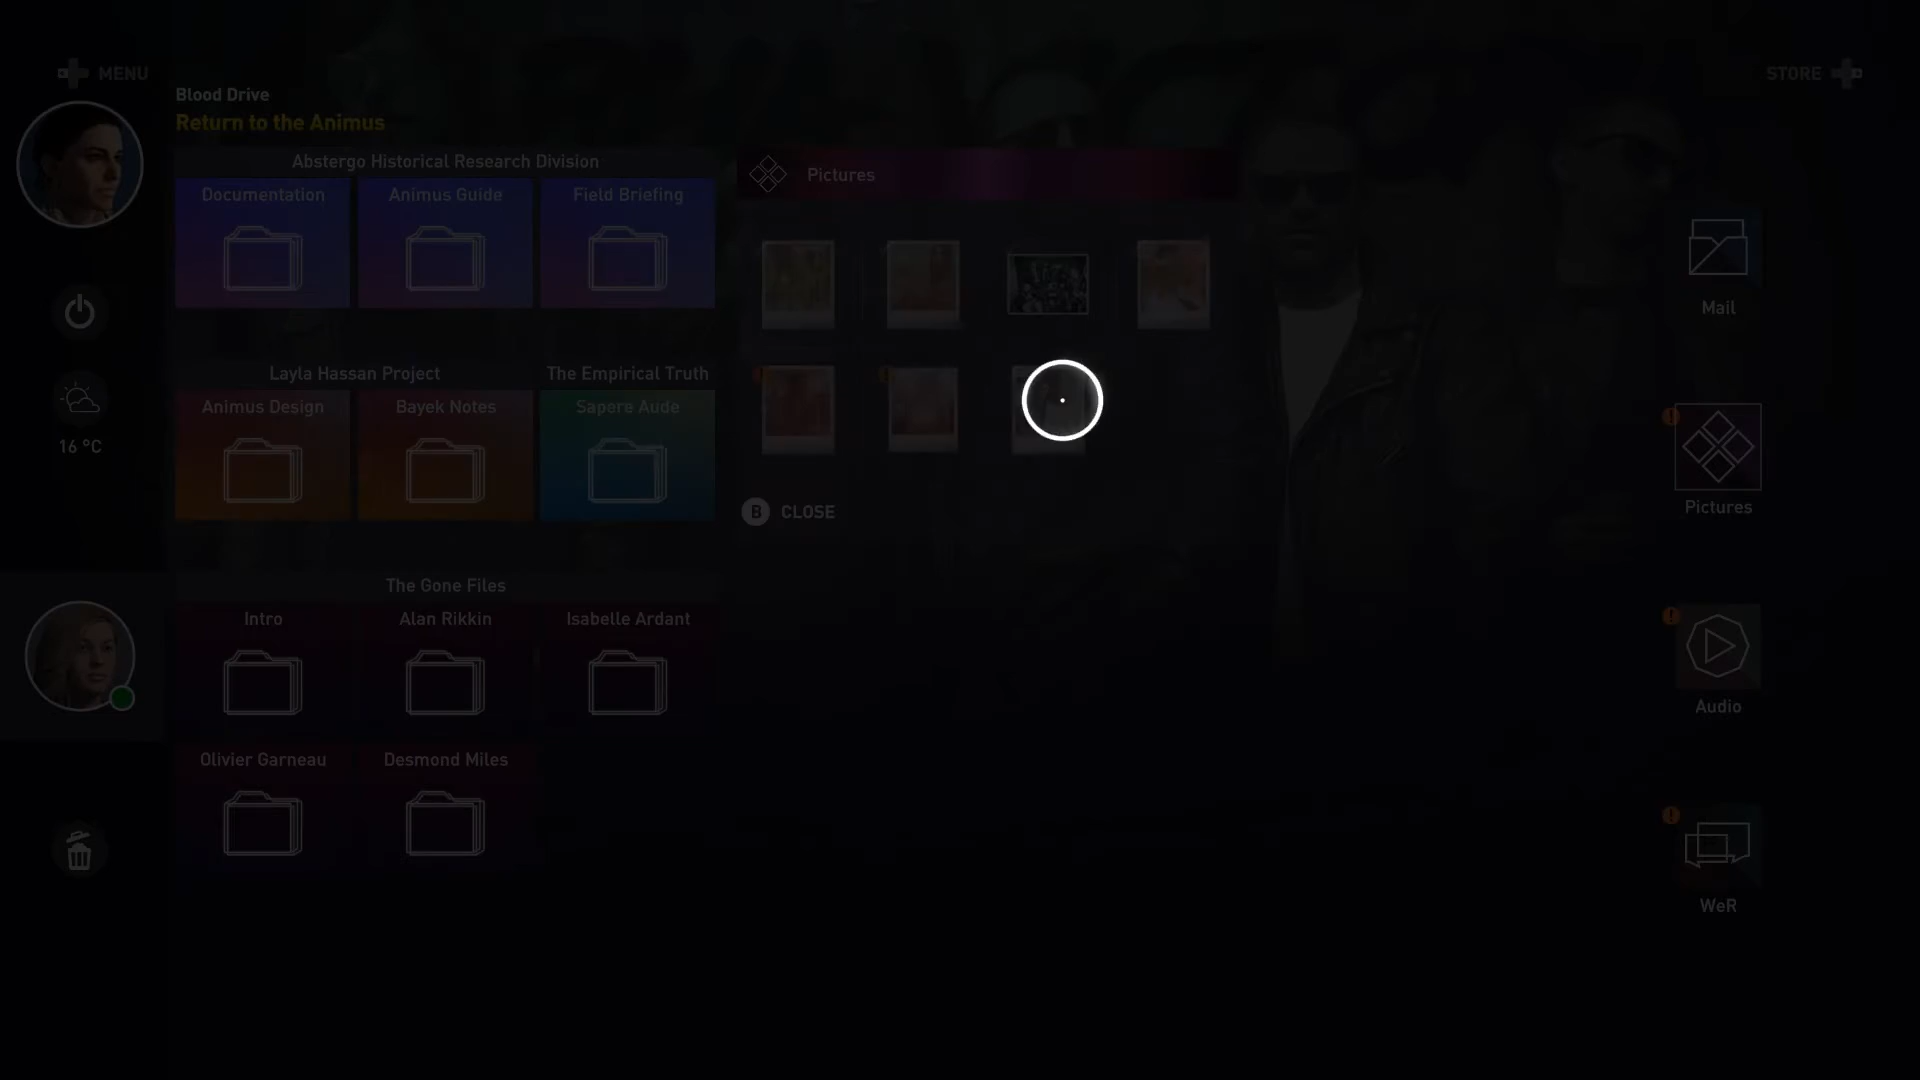 MENU
STORE
Blood Drive
Return to the Animus
Abstergo Historical Research Division
Documentation
Animus Guide
Field Briefing
Pictures
Mail
Layla Hassan Project
The Empirical Truth
Animus Design
Bayek Notes
Sapere Aude
16 °C
B CLOSE
! Pictures
The Gone Files
Intro
Alan Rikkin
Isabelle Ardant
! Audio
Olivier Garneau
Desmond Miles
! WeR